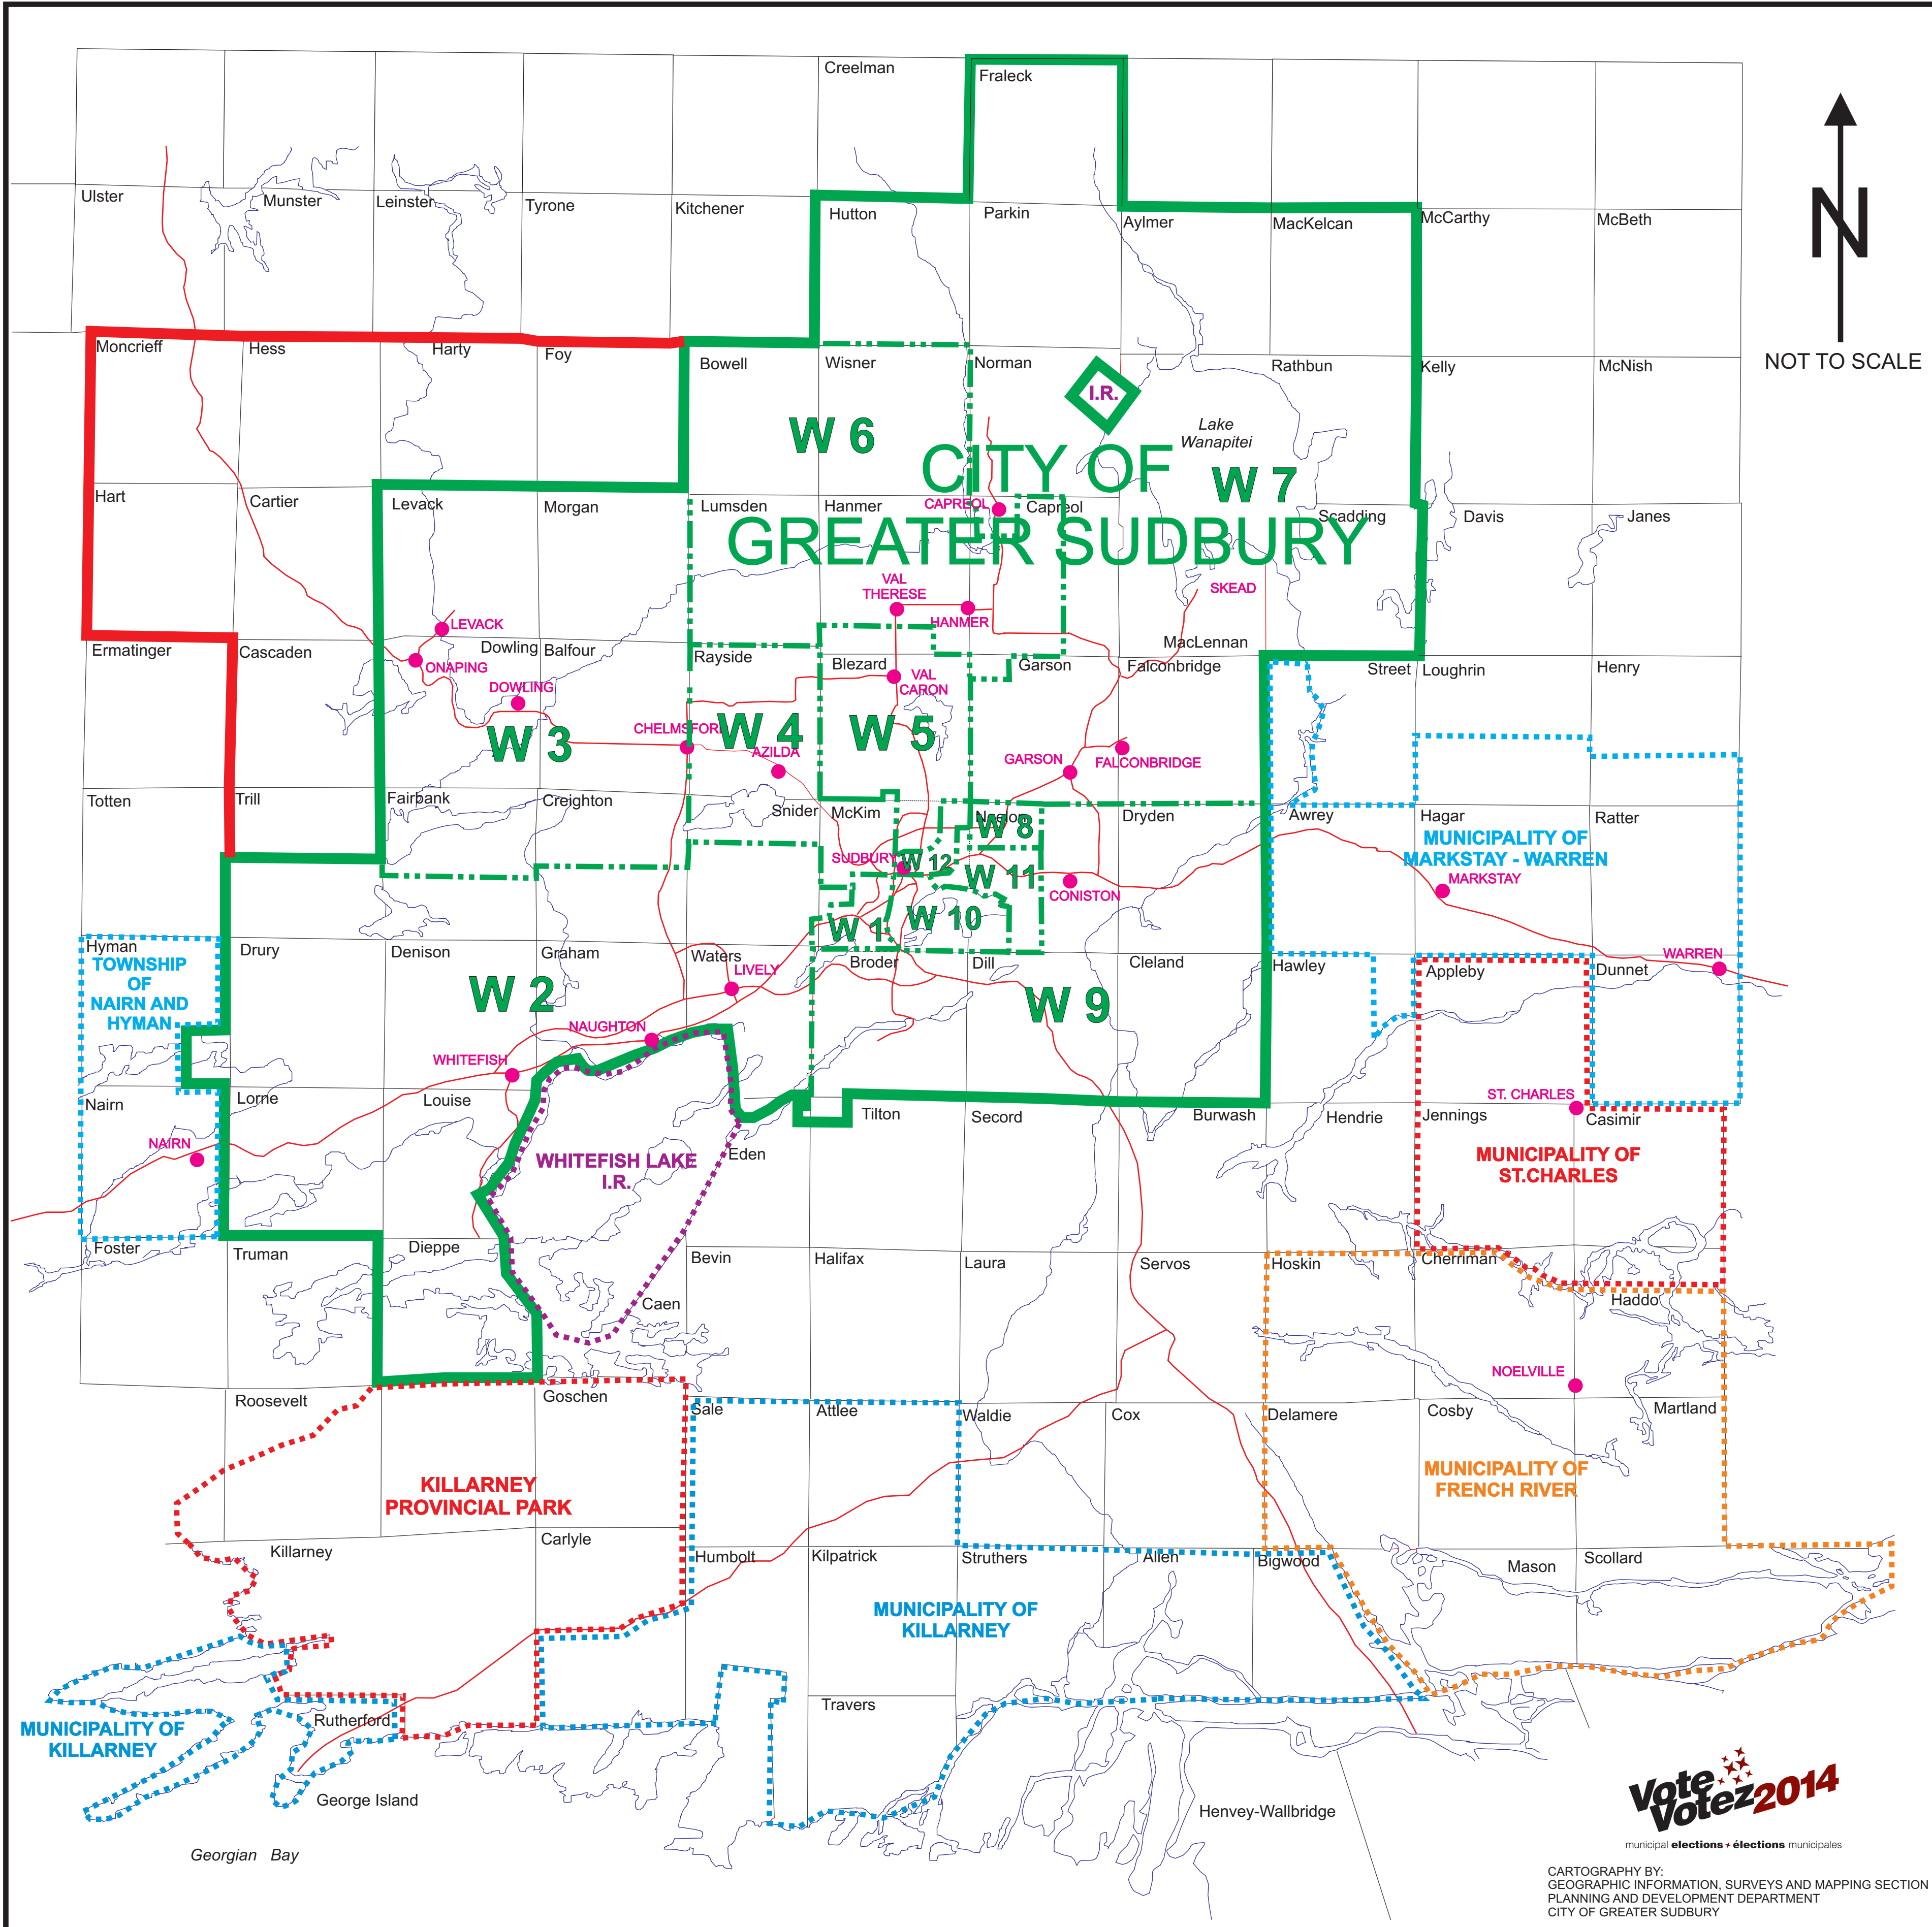 Creelman
Fraleck
Ulster
Munster
Leinster
Tyrone
Kitchener
Hutton
Parkin
Aylmer
MacKelcan
McCarthy
McBeth
N
NOT TO SCALE
Moncrieff
Hess
Harty
Foy
Bowell
Wisner
Norman
Rathbun
Kelly
McNish
I.R.
Lake
Wanapitei
W 6
CITY OF
GREATER SUDBURY
W 7
Hart
Cartier
Levack
Morgan
Lumsden
Hanmer
CAPREOL
Capreol
Scadding
Davis
Janes
VAL
THERESE
HANMER
SKEAD
LEVACK
ONAPING
DOWLING
Ermatinger
Cascaden
Dowling
Balfour
Rayside
Blezard
Garson
MacLennan
Falconbridge
Street
Loughrin
Henry
VAL
CARON
W 3
CHELMSFOR
W 4
AZILDA
W 5
GARSON
FALCONBRIDGE
Totten
Trill
Fairbank
Creighton
Snider
McKim
Neelon
W 8
Dryden
Awrey
Hagar
Ratter
MUNICIPALITY OF
MARKSTAY - WARREN
MARKSTAY
SUDBURY
W 12
W 11
CONISTON
W 1
W 10
Hyman
TOWNSHIP
OF
NAIRN AND
HYMAN
Drury
Denison
Graham
Waters
LIVELY
Broder
Dill
Cleland
Hawley
Appleby
Dunnet
WARREN
W 2
W 9
NAUGHTON
WHITEFISH
Nairn
NAIRN
Lorne
Louise
WHITEFISH LAKE
I.R.
Eden
Tilton
Secord
Burwash
Hendrie
Jennings
ST. CHARLES
Casimir
MUNICIPALITY OF
ST.CHARLES
Foster
Truman
Dieppe
Caen
Bevin
Halifax
Laura
Servos
Hoskin
Cherriman
Haddo
NOELVILLE
Roosevelt
Goschen
Sale
Attlee
Waldie
Cox
Delamere
Cosby
Martland
KILLARNEY
PROVINCIAL PARK
MUNICIPALITY OF
FRENCH RIVER
Killarney
Carlyle
Humbolt
Kilpatrick
Struthers
Allen
Bigwood
Mason
Scollard
MUNICIPALITY OF
KILLARNEY
Travers
Rutherford
MUNICIPALITY OF
KILLARNEY
George Island
Georgian Bay
Henvey-Wallbridge
Vote
Votez2014
municipal elections + élections municipales
CARTOGRAPHY BY:
GEOGRAPHIC INFORMATION, SURVEYS AND MAPPING SECTION
PLANNING AND DEVELOPMENT DEPARTMENT
CITY OF GREATER SUDBURY